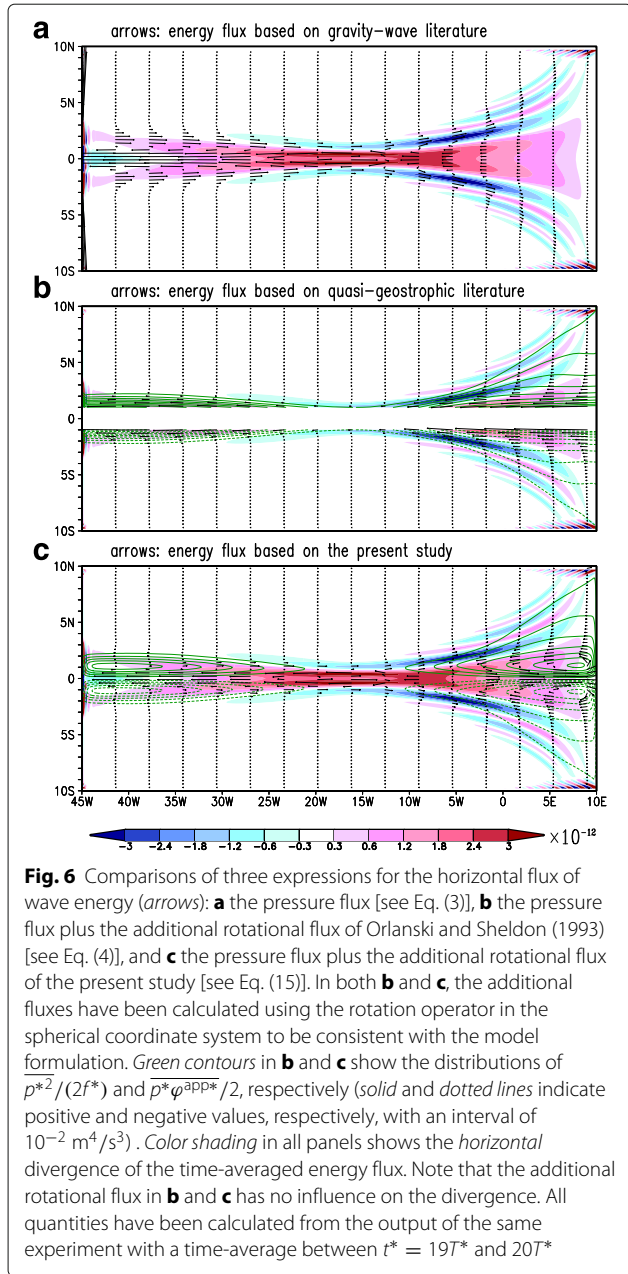 a
arrows: energy flux based on gravity-wave literature
10N
5N
0
5S
10S
b
arrows: energy flux based on quasi-geostrophic literature
10N
5N
0
5S
10S
c
arrows: energy flux based on the present study
10N
5N
0
5S
10S
45W 40W 35W 30W 25W 20W 15W 10W 5W 0 5E 10E
-3 -2.4 -1.8 -1.2 -0.6 -0.3 0.3 0.6 1.2 1.8 2.4 3 ×10⁻¹²
Fig. 6 Comparisons of three expressions for the horizontal flux of
wave energy (arrows): a the pressure flux [see Eq. (3)], b the pressure
flux plus the additional rotational flux of Orlanski and Sheldon (1993)
[see Eq. (4)], and c the pressure flux plus the additional rotational flux
of the present study [see Eq. (15)]. In both b and c, the additional
fluxes have been calculated using the rotation operator in the
spherical coordinate system to be consistent with the model
formulation. Green contours in b and c show the distributions of
$\overline{p^{*2}}/(2f^*)$ and $\overline{p^*\varphi^{app*}}/2$, respectively (solid and dotted lines indicate
positive and negative values, respectively, with an interval of
10⁻² m⁴/s³) . Color shading in all panels shows the horizontal
divergence of the time-averaged energy flux. Note that the additional
rotational flux in b and c has no influence on the divergence. All
quantities have been calculated from the output of the same
experiment with a time-average between t* = 19T* and 20T*